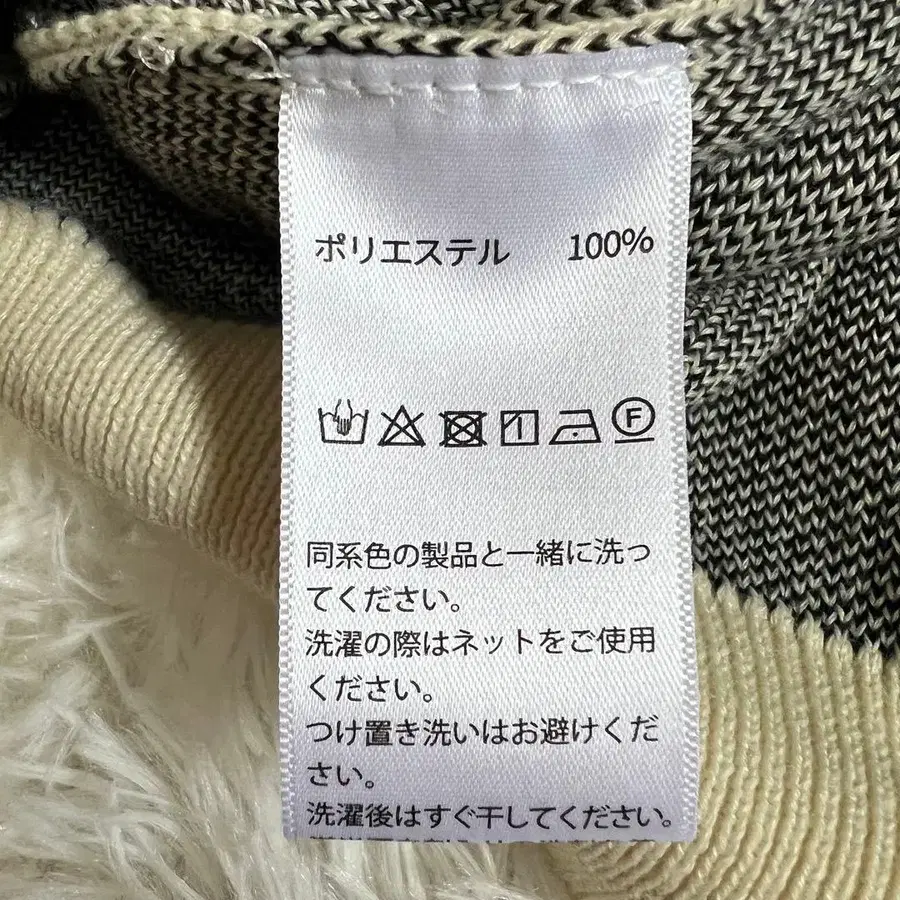 ポリエステル 100%
F
同系色の製品と一緒に洗っ
てください。
洗濯の際はネットをご使用
ください。
つけ置き洗いはお避けくだ
さい。
洗濯後はすぐ干してください。